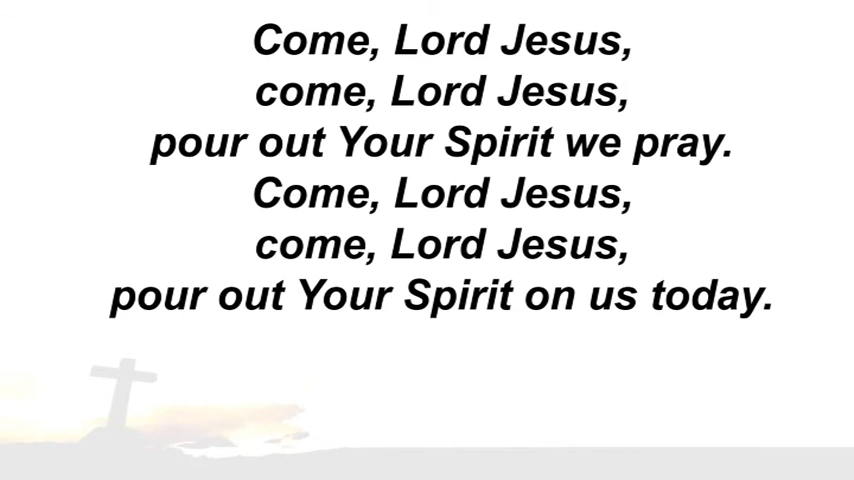 Come, Lord Jesus,
come, Lord Jesus,
pour out Your Spirit we pray.
Come, Lord Jesus,
come, Lord Jesus,
pour out Your Spirit on us today.